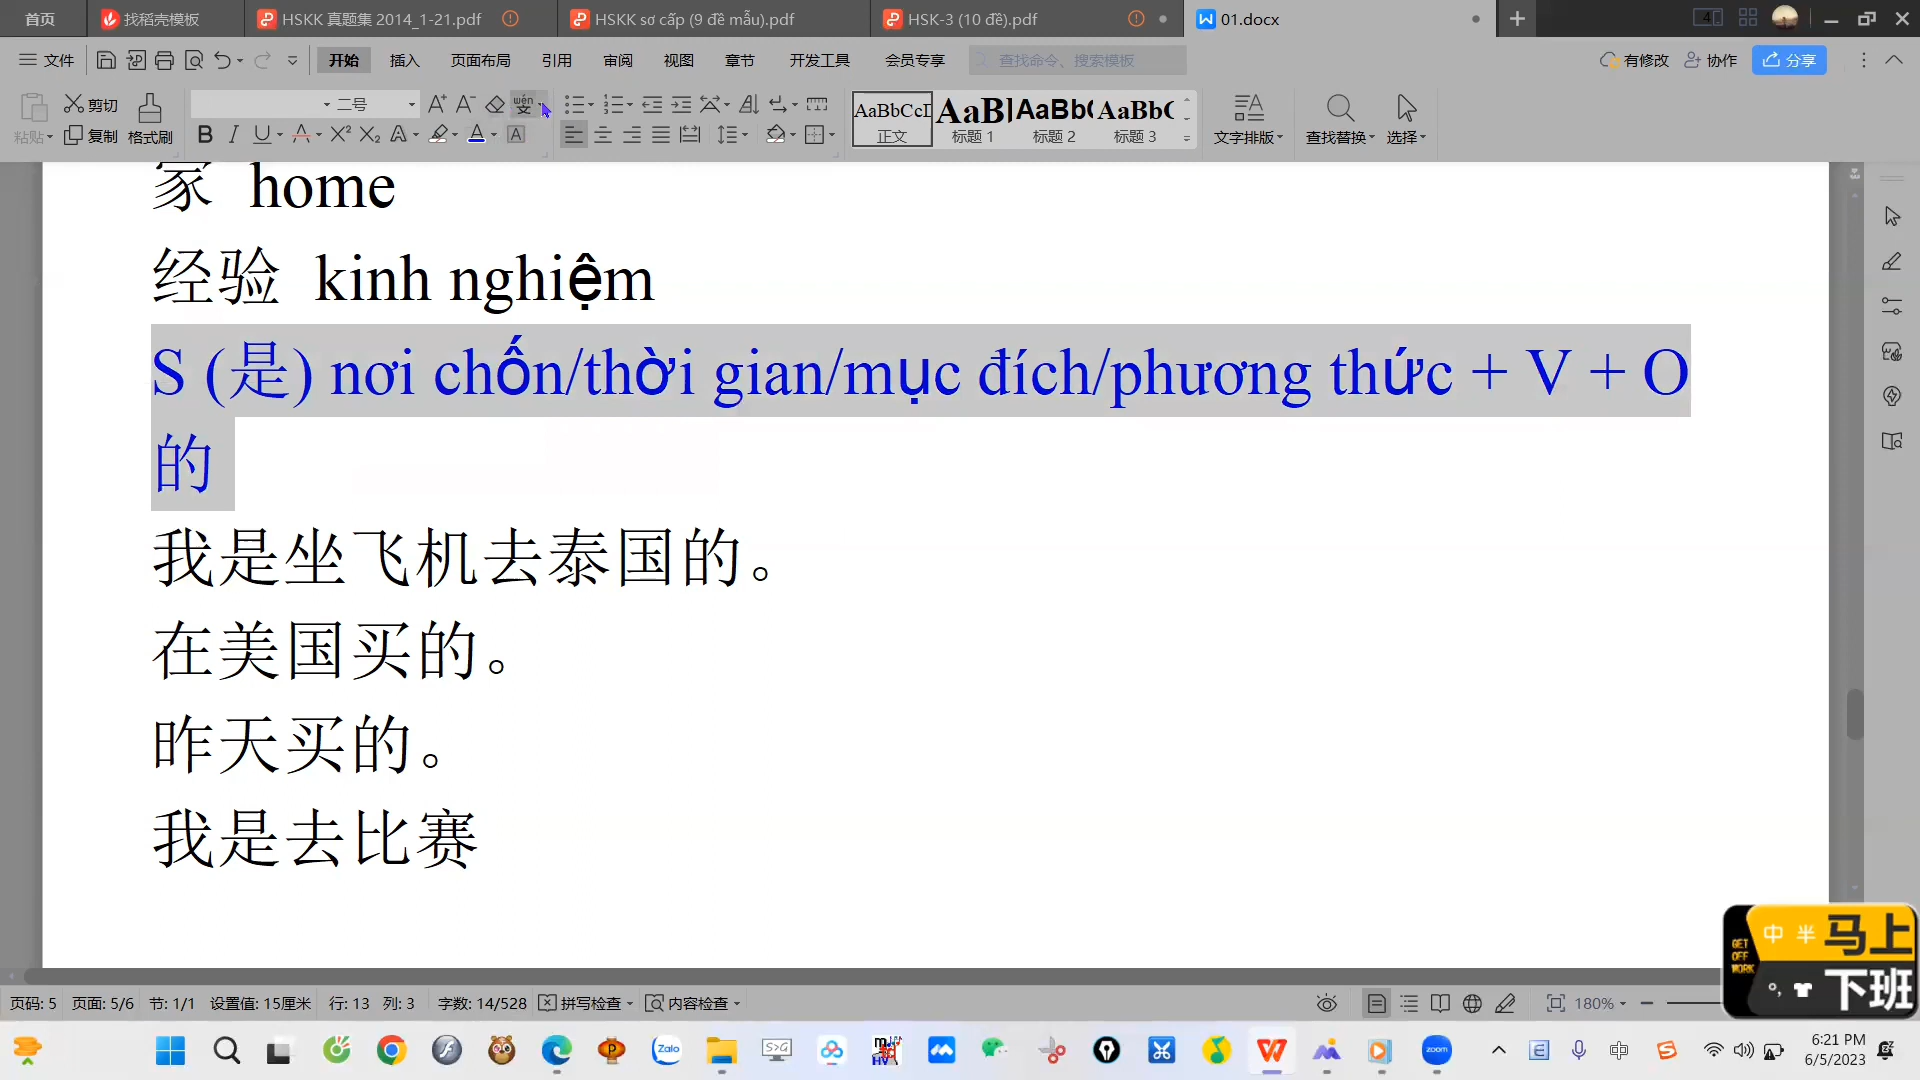 首页 找稻壳模板 HSKK 真题集 2014_1-21.pdf HSKK sơ cấp (9 đề mẫu).pdf HSK-3 (10 đề).pdf 01.docx
文件 开始 插入 页面布局 引用 审阅 视图 章节 开发工具 会员专享 查找命令、搜索模板 有修改 协作 分享
剪切 二号 AaBbCcD AaBl AaBb( AaBb(
粘贴 复制 格式刷 正文 标题 1 标题 2 标题 3 文字排版 查找替换 选择
家 home
经验 kinh nghiệm
S (是) nơi chốn/thời gian/mục đích/phương thức + V + O
的
我是坐飞机去泰国的。
在美国买的。
昨天买的。
我是去比赛
GET OFF WORK 中 半 马上
下班
页码: 5 页面: 5/6 节: 1/1 设置值: 15厘米 行: 13 列: 3 字数: 14/528 拼写检查 内容检查 180%
Zalo zoom 中 6:21 PM
6/5/2023